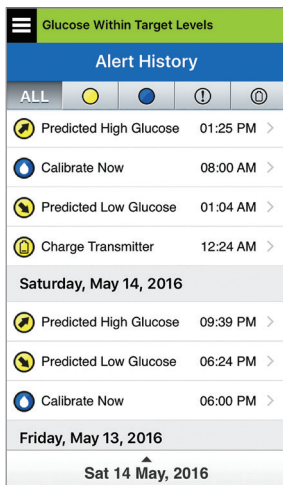 Glucose Within Target Levels
Alert History
ALL
Predicted High Glucose 01:25 PM
Calibrate Now 08:00 AM
Predicted Low Glucose 01:04 AM
Charge Transmitter 12:24 AM
Saturday, May 14, 2016
Predicted High Glucose 09:39 PM
Predicted Low Glucose 06:24 PM
Calibrate Now 06:00 PM
Friday, May 13, 2016
Sat 14 May, 2016